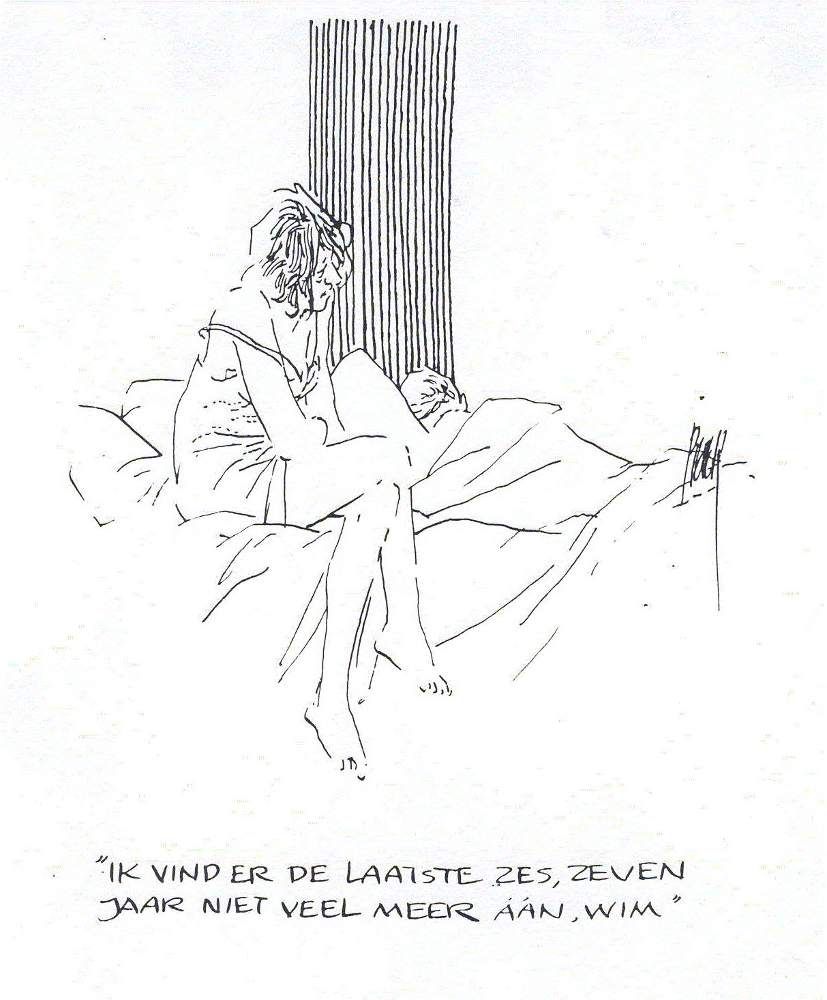 "IK VIND ER DE LAATSTE ZES, ZEVEN
JAAR NIET VEEL MEER ÁÁN, WIM"